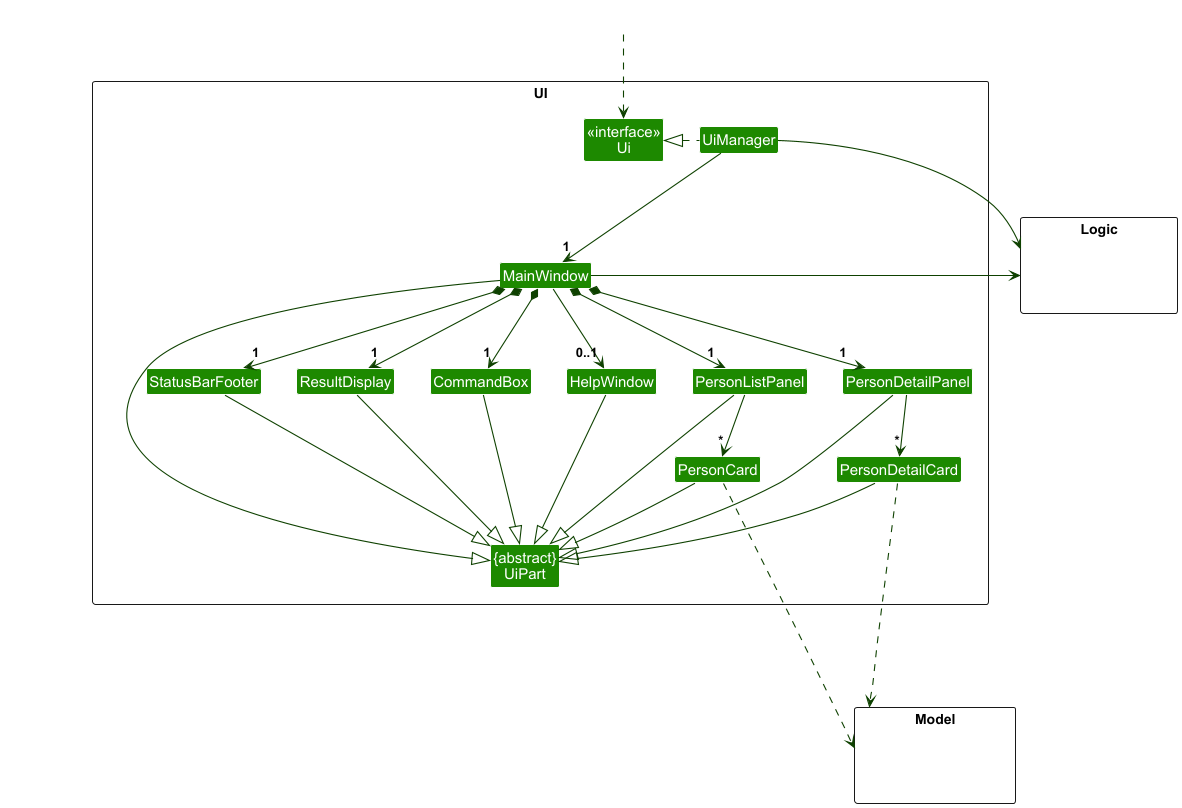 UI
«interface»
Ui
UiManager
Logic
1
MainWindow
1
1
1
0..1
1
1
StatusBarFooter
ResultDisplay
CommandBox
HelpWindow
PersonListPanel
PersonDetailPanel
*
*
PersonCard
PersonDetailCard
{abstract}
UiPart
Model